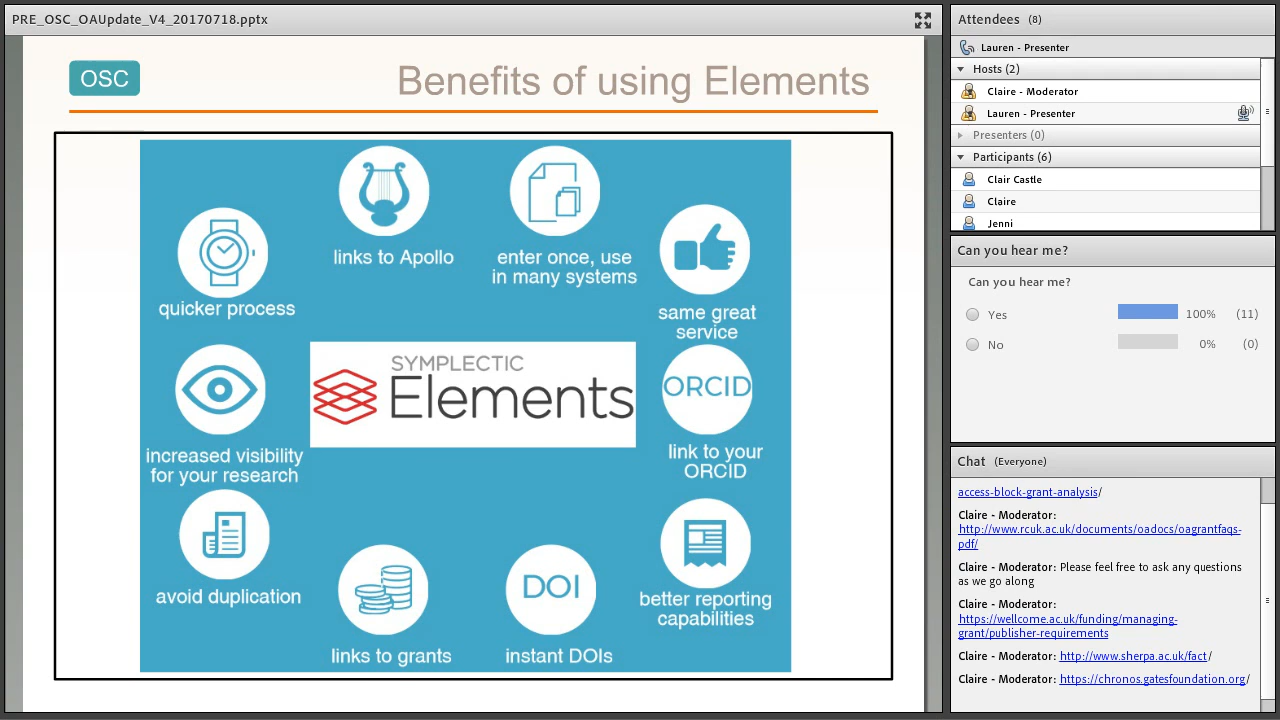 PRE_OSC_OAUpdate_V4_20170718.pptx
OSC
Benefits of using Elements
links to Apollo
enter once, use
in many systems
quicker process
same great
service
SYMPLECTIC
Elements
ORCID
increased visibility
for your research
link to your
ORCID
avoid duplication
DOI
better reporting
capabilities
links to grants
instant DOIs
Attendees (8)
Lauren - Presenter
Hosts (2)
Claire - Moderator
Lauren - Presenter
Presenters (0)
Participants (6)
Clair Castle
Claire
Jenni
Can you hear me?
Can you hear me?
Yes 100% (11)
No 0% (0)
Chat (Everyone)
access-block-grant-analysis/
Claire - Moderator:
http://www.rcuk.ac.uk/documents/oadocs/oagrantfaqs-
pdf/
Claire - Moderator: Please feel free to ask any questions
as we go along
Claire - Moderator:
https://wellcome.ac.uk/funding/managing-
grant/publisher-requirements
Claire - Moderator: http://www.sherpa.ac.uk/fact/
Claire - Moderator: https://chronos.gatesfoundation.org/